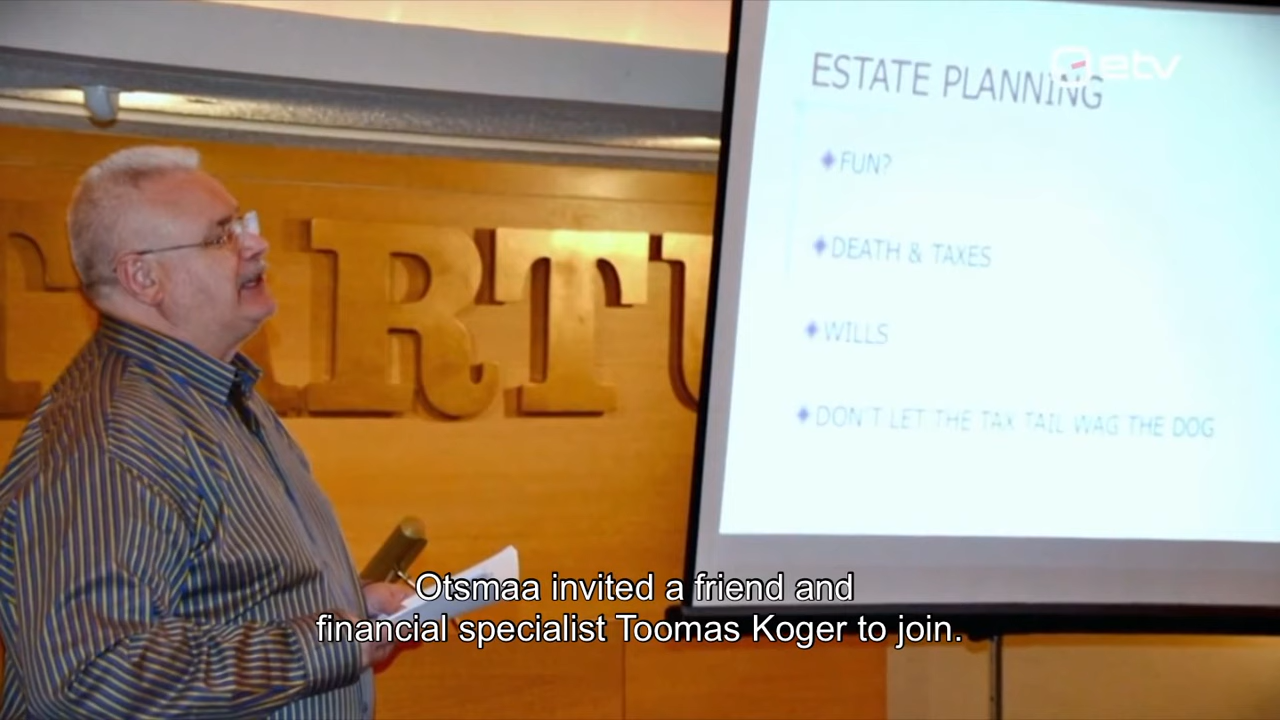 etv
ESTATE PLANNING
FUN?
DEATH & TAXES
WILLS
DON'T LET THE TAX TAIL WAG THE DOG
TARTU
Otsmaa invited a friend and
financial specialist Toomas Koger to join.